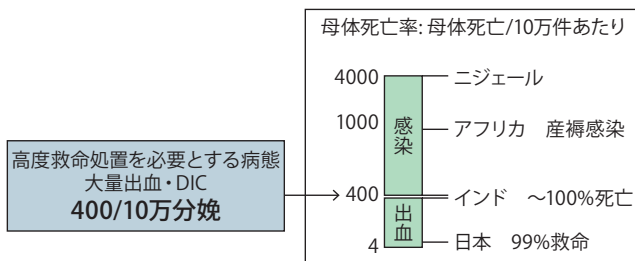 母体死亡率: 母体死亡/10万件あたり
4000 ニジェール
1000 アフリカ 産褥感染
感染
高度救命処置を必要とする病態
大量出血・DIC
400/10万分娩
400 インド ～100%死亡
出血
4 日本 99%救命